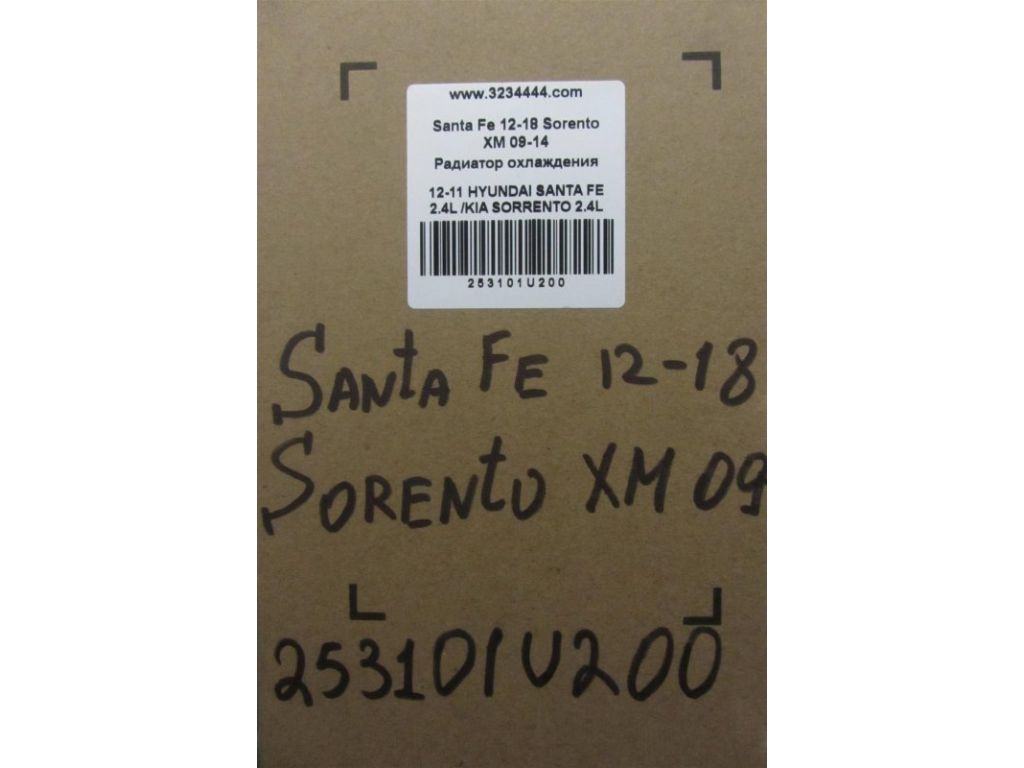 www.3234444.com
Santa Fe 12-18 Sorento
XM 09-14
Радиатор охлаждения
12-11 HYUNDAI SANTA FE
2.4L /KIA SORRENTO 2.4L
253101U200
SANtA FE 12-18
SORENtO XM 09
253101U200